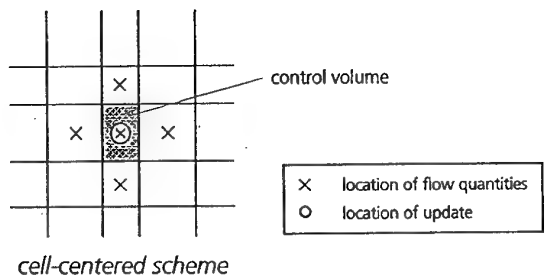 control volume
× location of flow quantities
○ location of update
cell-centered scheme